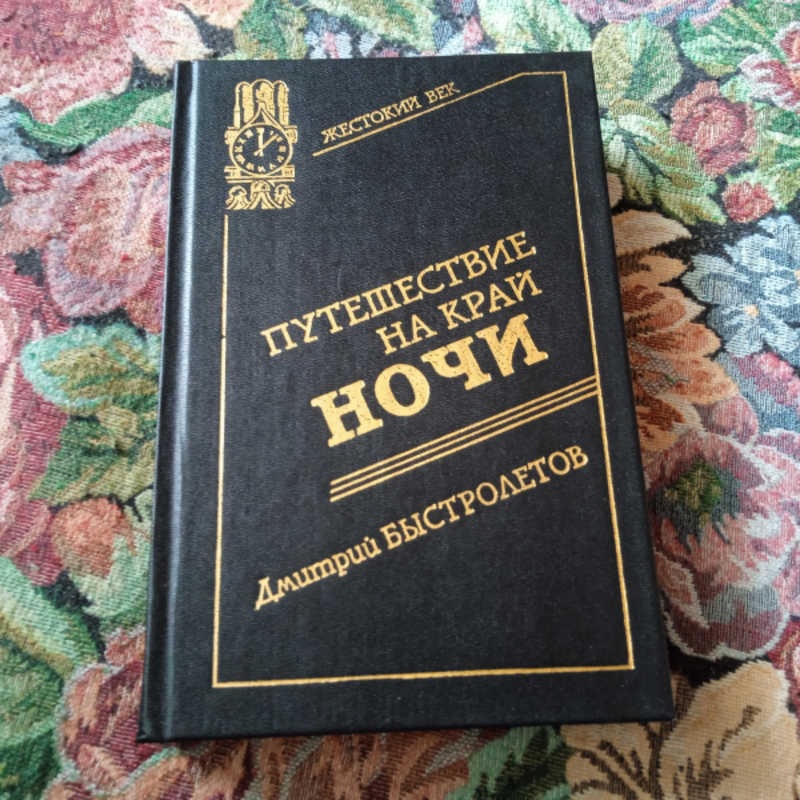 ЖЕСТОКИЙ ВЕК
ПУТЕШЕСТВИЕ
НА КРАЙ
НОЧИ
Дмитрий БЫСТРОЛЕТОВ